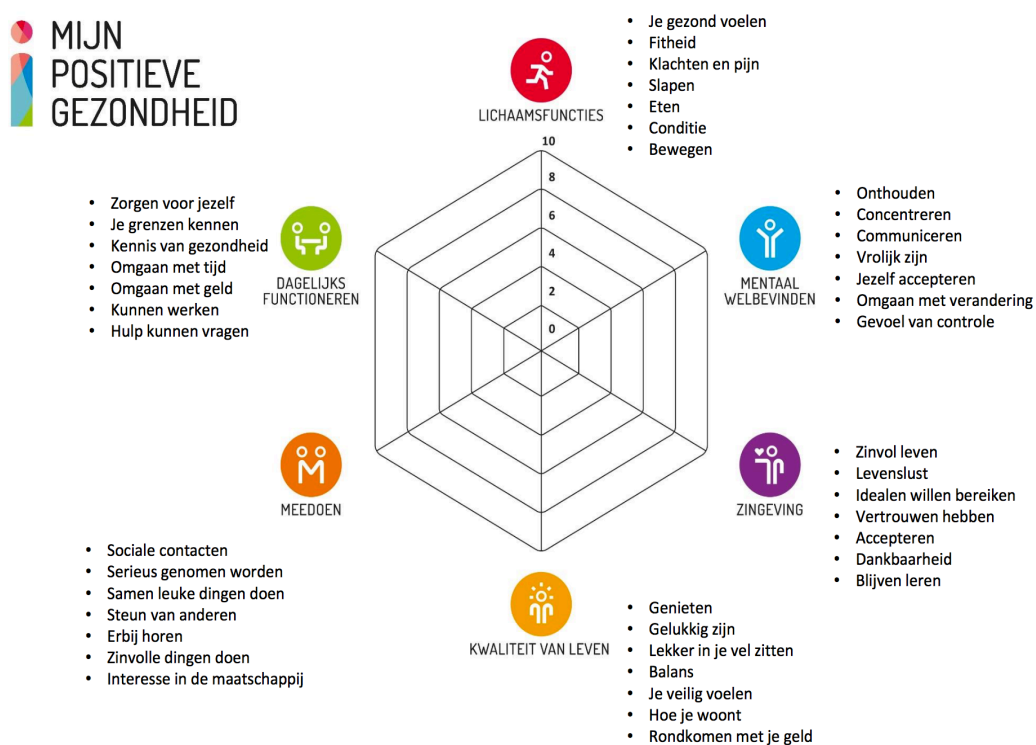 MIJN
POSITIEVE
GEZONDHEID
LICHAAMSFUNCTIES
• Je gezond voelen
• Fitheid
• Klachten en pijn
• Slapen
• Eten
• Conditie
• Bewegen
10
8
6
4
2
0
MENTAAL
WELBEVINDEN
• Onthouden
• Concentreren
• Communiceren
• Vrolijk zijn
• Jezelf accepteren
• Omgaan met verandering
• Gevoel van controle
ZINGEVING
• Zinvol leven
• Levenslust
• Idealen willen bereiken
• Vertrouwen hebben
• Accepteren
• Dankbaarheid
• Blijven leren
KWALITEIT VAN LEVEN
• Genieten
• Gelukkig zijn
• Lekker in je vel zitten
• Balans
• Je veilig voelen
• Hoe je woont
• Rondkomen met je geld
MEEDOEN
• Sociale contacten
• Serieus genomen worden
• Samen leuke dingen doen
• Steun van anderen
• Erbij horen
• Zinvolle dingen doen
• Interesse in de maatschappij
DAGELIJKS
FUNCTIONEREN
• Zorgen voor jezelf
• Je grenzen kennen
• Kennis van gezondheid
• Omgaan met tijd
• Omgaan met geld
• Kunnen werken
• Hulp kunnen vragen